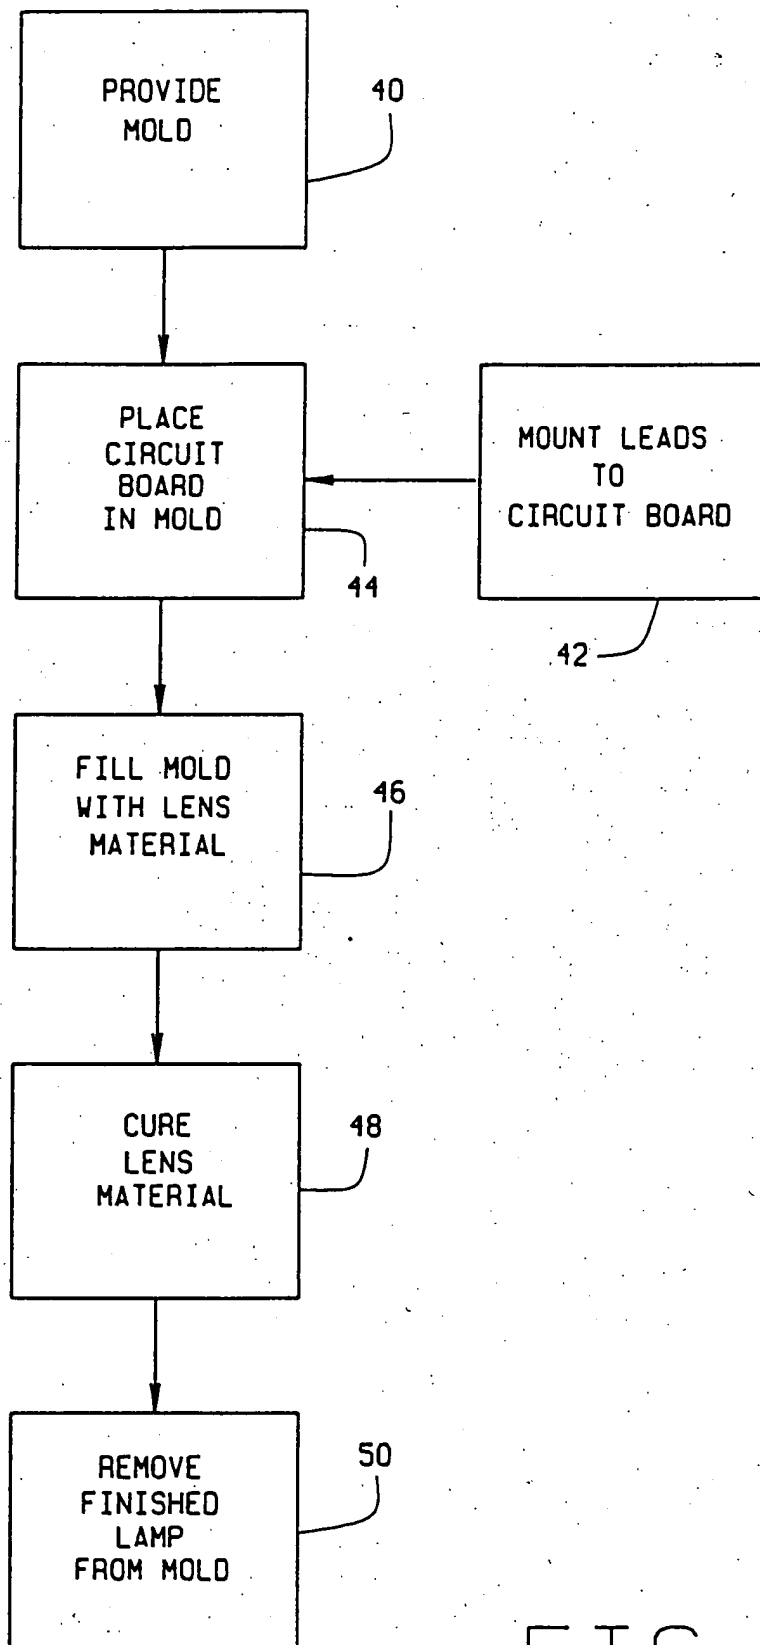 PROVIDE
MOLD
40
PLACE
CIRCUIT
BOARD
IN MOLD
44
MOUNT LEADS
TO
CIRCUIT BOARD
42
FILL MOLD
WITH LENS
MATERIAL
46
CURE
LENS
MATERIAL
48
REMOVE
FINISHED
LAMP
FROM MOLD
50